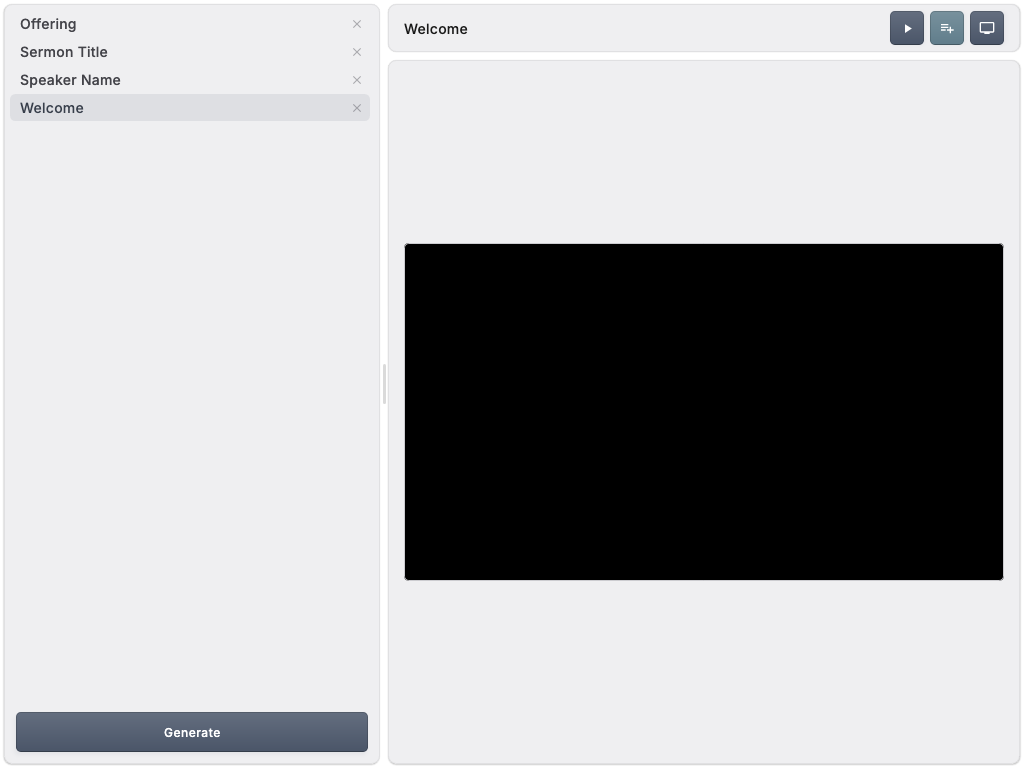 Offering
Sermon Title
Speaker Name
Welcome
Generate
Welcome